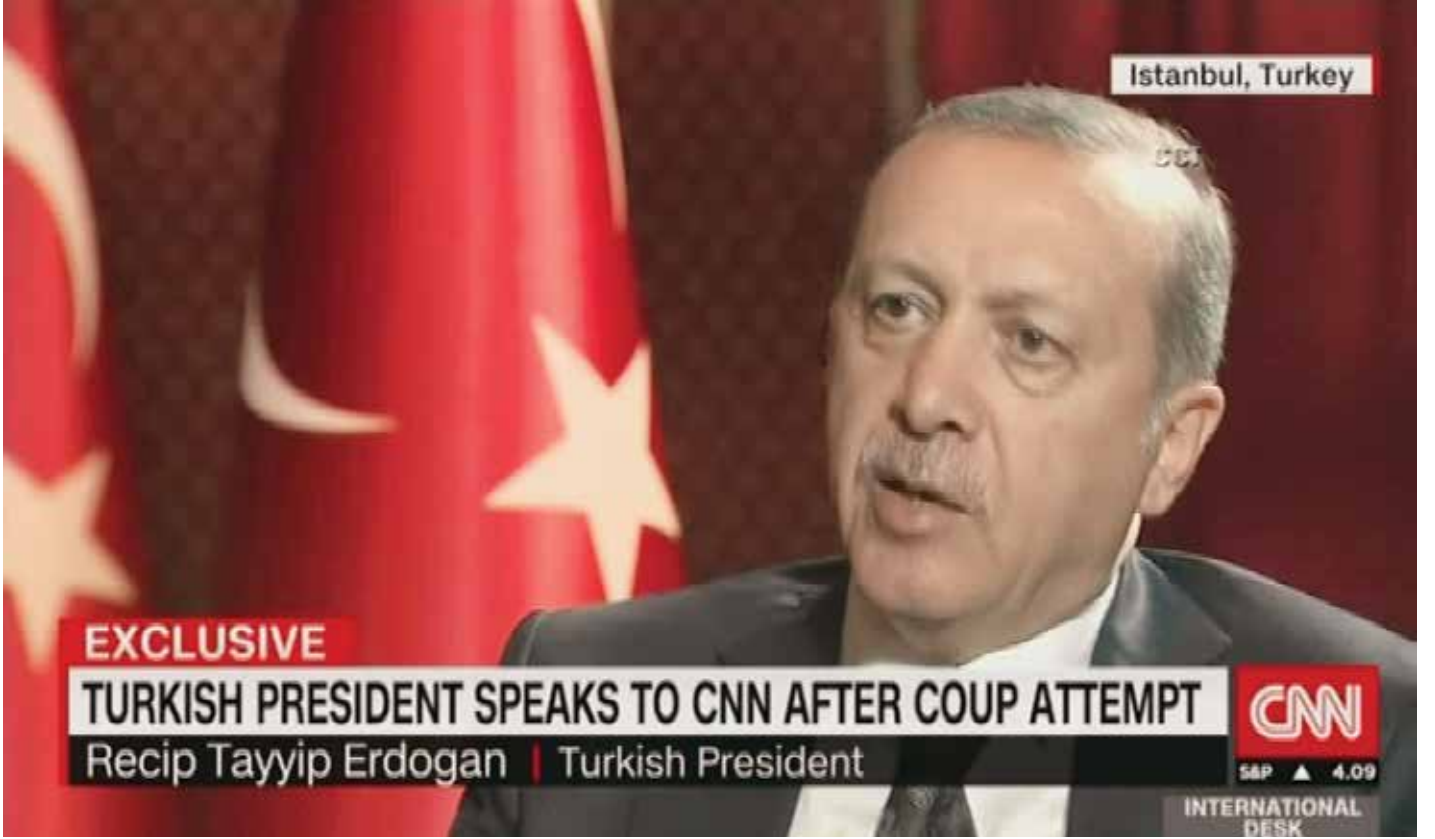 Istanbul, Turkey
EXCLUSIVE
TURKISH PRESIDENT SPEAKS TO CNN AFTER COUP ATTEMPT
Recip Tayyip Erdogan | Turkish President
CNN
S&P ▲ 4.09
INTERNATIONAL
DESK